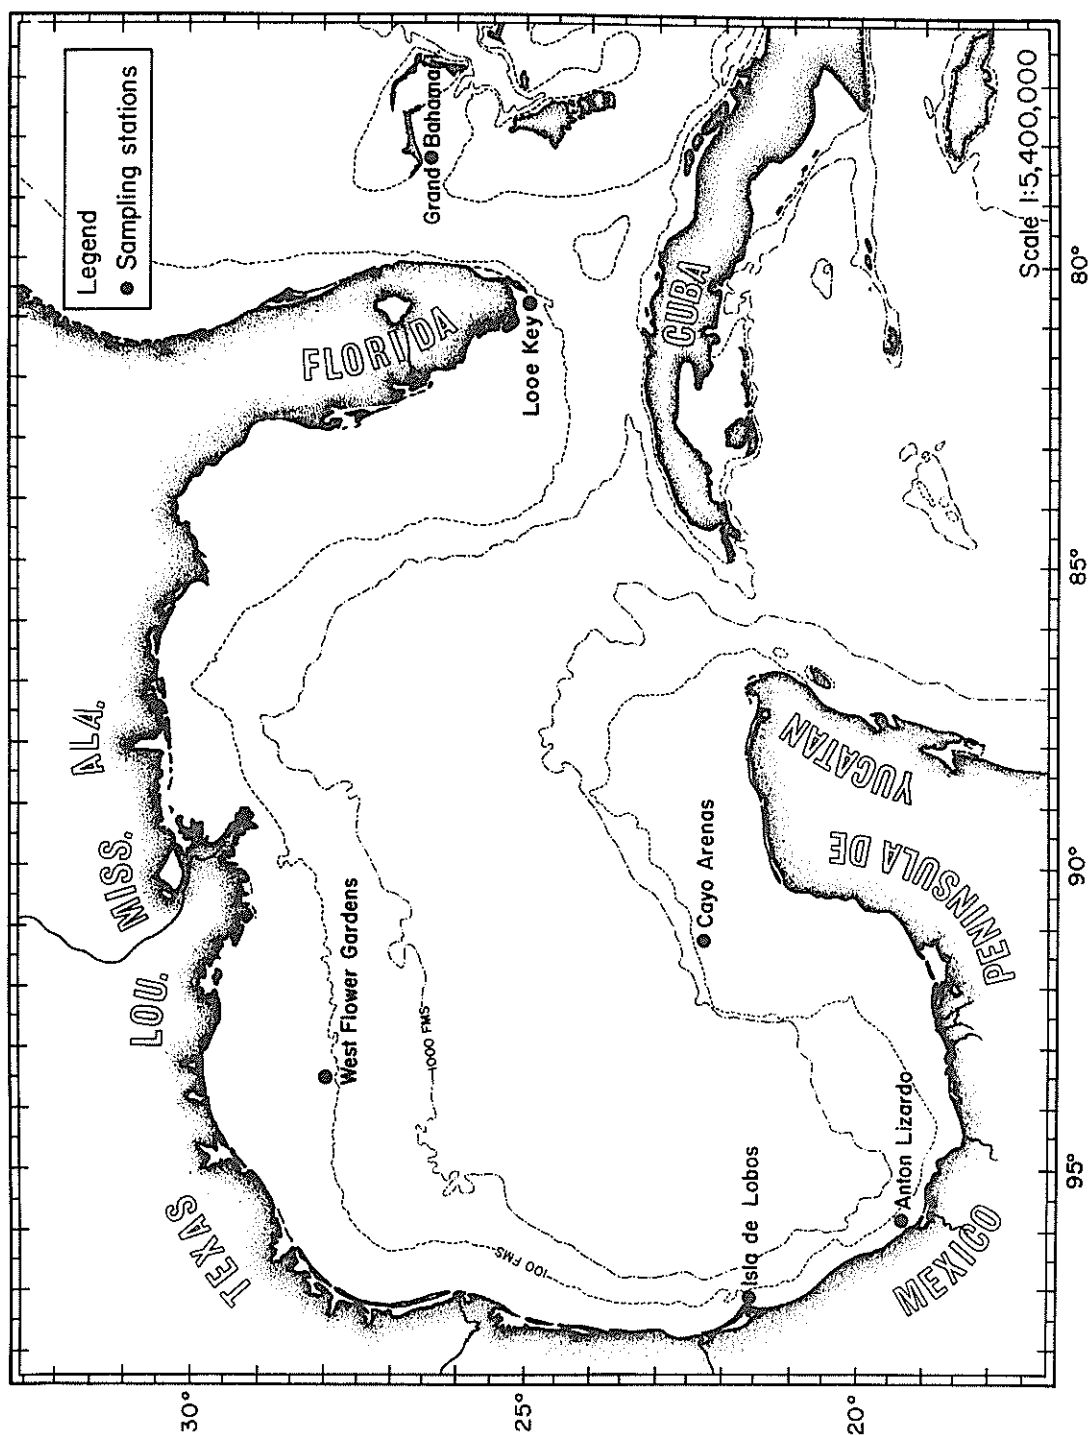 Legend
● Sampling stations
TEXAS
LOU.
MISS.
ALA.
FLORIDA
Grand Bahama
West Flower Gardens
Looe Key
1000 FMS
100 FMS
CUBA
Isla de Lobos
Cayo Arenas
Anton Lizardo
MEXICO
PENINSULA DE
YUCATAN
Scale 1:5,400,000
30°
25°
20°
95°
90°
85°
80°